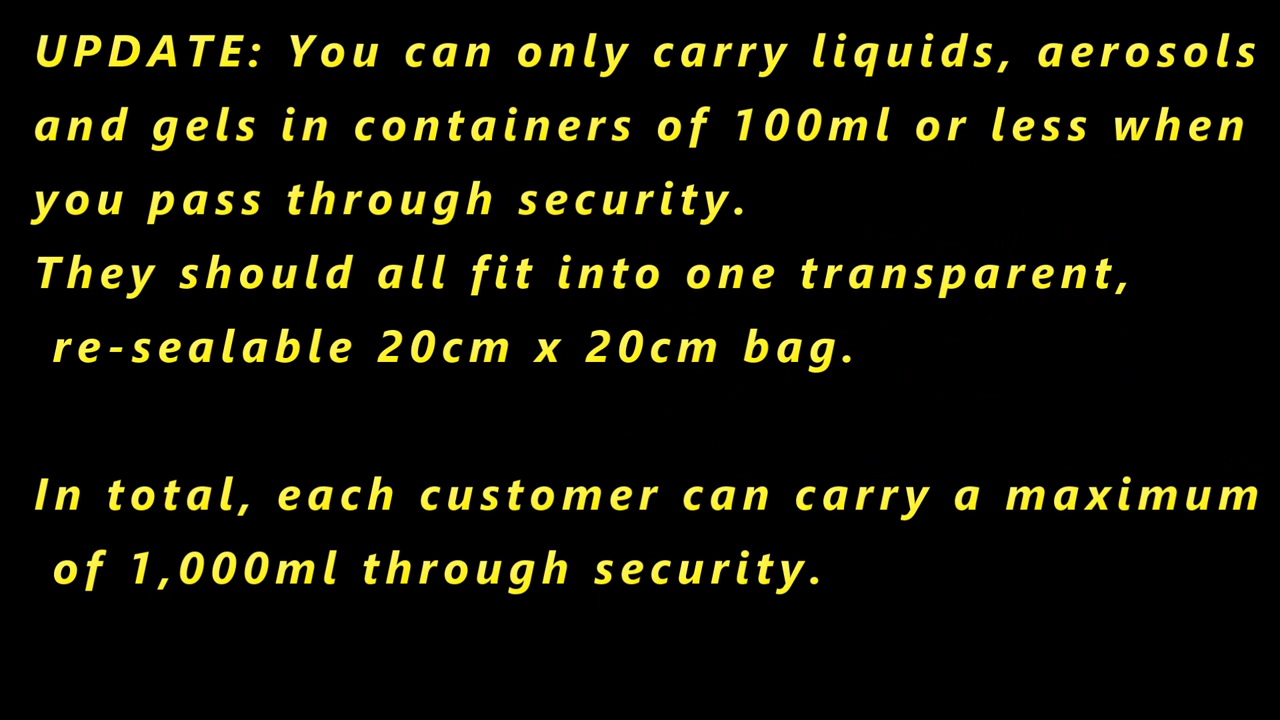 UPDATE: You can only carry liquids, aerosols
and gels in containers of 100ml or less when
you pass through security.
They should all fit into one transparent,
re-sealable 20cm x 20cm bag.
In total, each customer can carry a maximum
of 1,000ml through security.